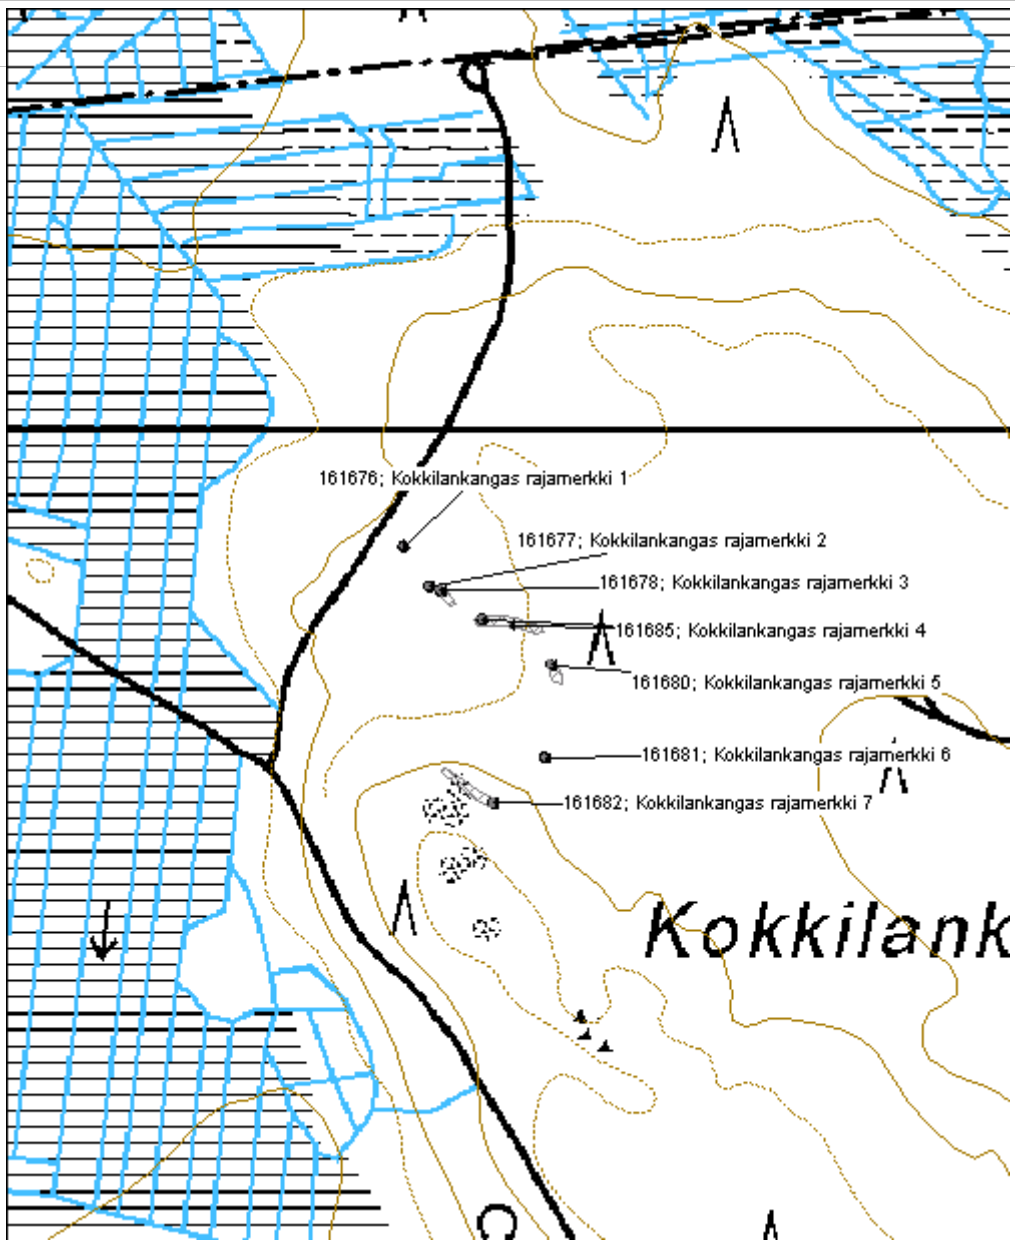 161676; Kokkilankangas rajamerkki 1
161677; Kokkilankangas rajamerkki 2
161678; Kokkilankangas rajamerkki 3
161685; Kokkilankangas rajamerkki 4
161680; Kokkilankangas rajamerkki 5
161681; Kokkilankangas rajamerkki 6
161682; Kokkilankangas rajamerkki 7
Kokkilank